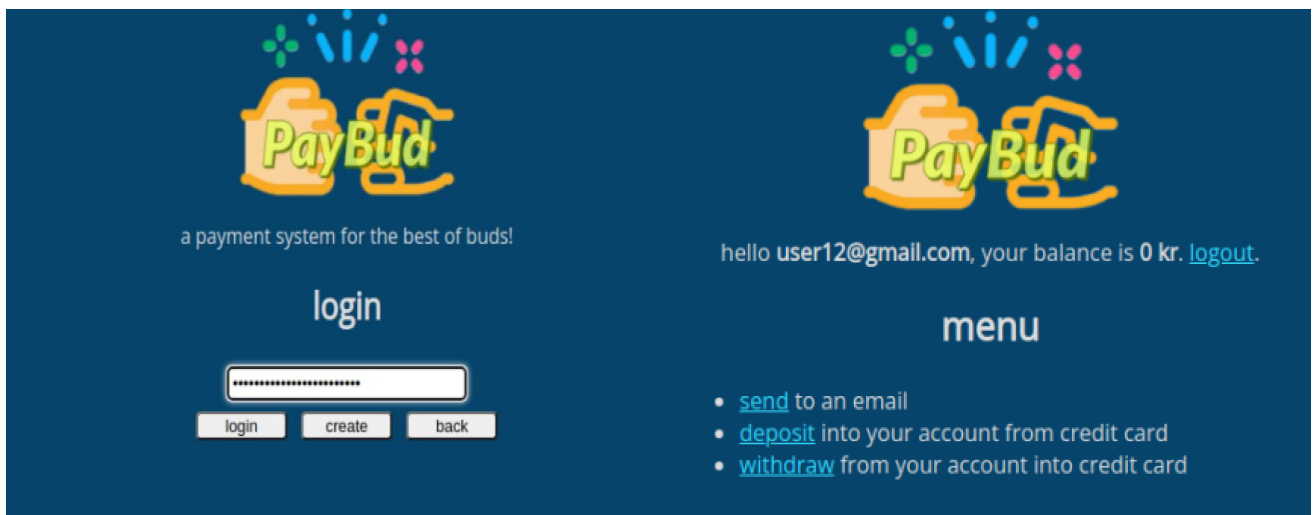 PayBud
a payment system for the best of buds!
login
••••••••••••••••••••••••
login create back
PayBud
hello user12@gmail.com, your balance is 0 kr. logout.
menu
• send to an email
• deposit into your account from credit card
• withdraw from your account into credit card